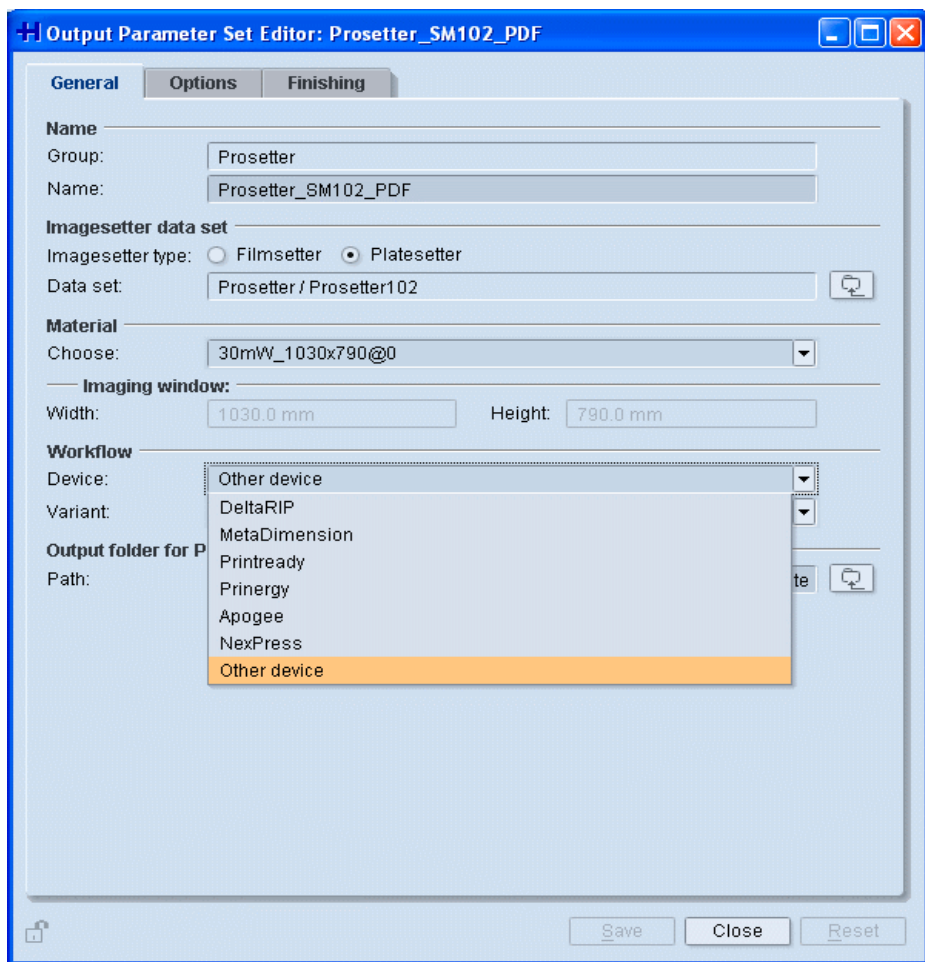 Output Parameter Set Editor: Prosetter_SM102_PDF
General Options Finishing
Name
Group: Prosetter
Name: Prosetter_SM102_PDF
Imagesetter data set
Imagesetter type: Filmsetter Platesetter
Data set: Prosetter / Prosetter102
Material
Choose: 30mW_1030x790@0
Imaging window:
Width: 1030.0 mm Height: 790.0 mm
Workflow
Device: Other device
DeltaRIP
Variant:
MetaDimension
Output folder for P
Printready
Path: te
Prinergy
Apogee
NexPress
Other device
Save Close Reset